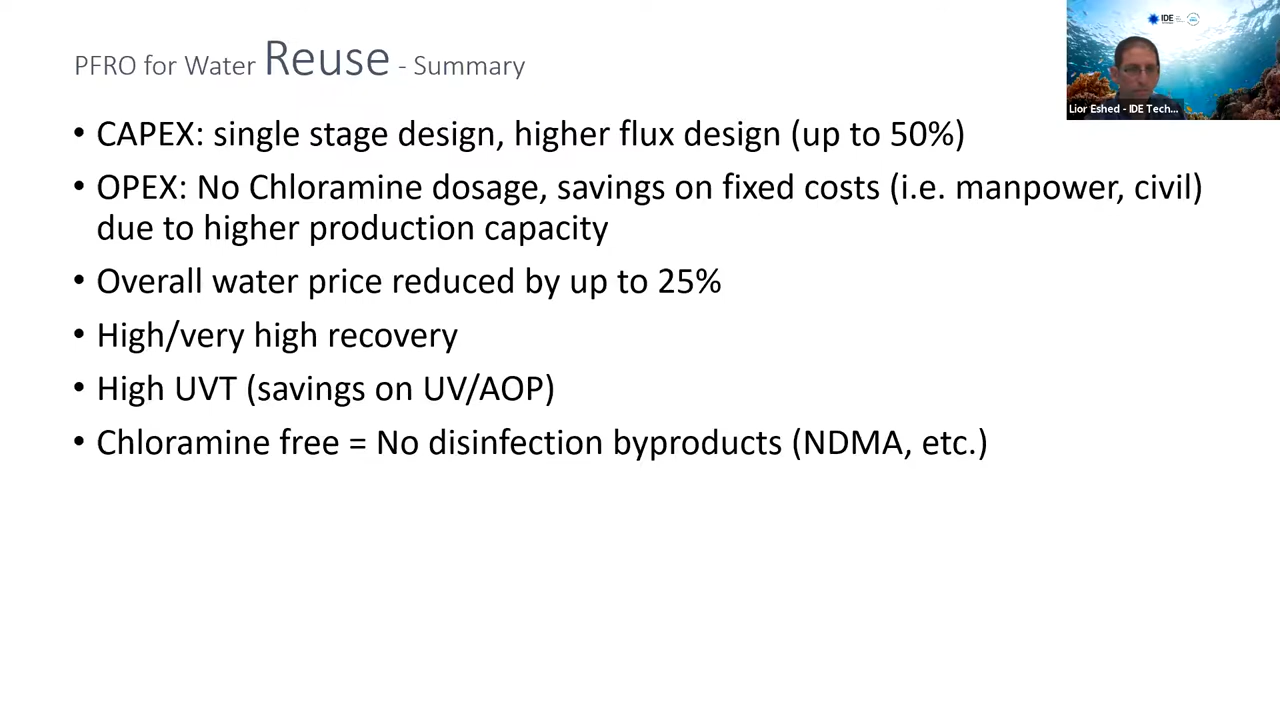 PFRO for Water Reuse - Summary
• CAPEX: single stage design, higher flux design (up to 50%)
• OPEX: No Chloramine dosage, savings on fixed costs (i.e. manpower, civil)
due to higher production capacity
• Overall water price reduced by up to 25%
• High/very high recovery
• High UVT (savings on UV/AOP)
• Chloramine free = No disinfection byproducts (NDMA, etc.)
IDE
Lior Eshed - IDE Tech...